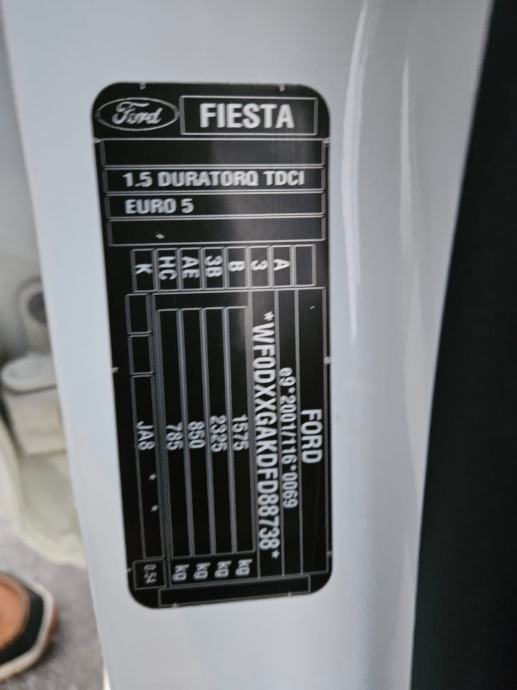 Ford FIESTA
1.5 DURATORQ TDCI
EURO 5
FORD
A e9*2001/116*0069
3 *WF0DXXGAKDFD88738*
B 1575 kg
3B 2325 kg
AE 850 kg
HC 785 kg
K JA8 * * 0.54